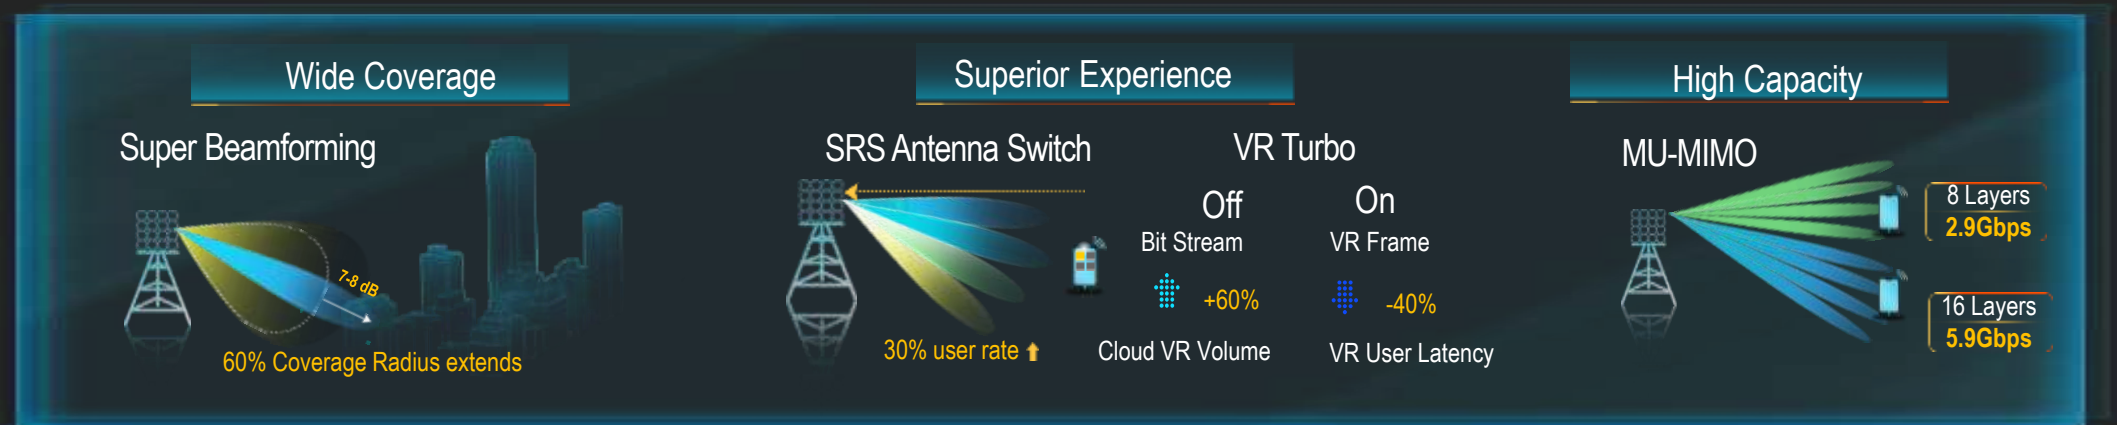 Wide Coverage
Super Beamforming
7-8 dB
60% Coverage Radius extends
Superior Experience
SRS Antenna Switch
30% user rate
VR Turbo
Off
On
Bit Stream
VR Frame
+60%
-40%
Cloud VR Volume
VR User Latency
High Capacity
MU-MIMO
8 Layers
2.9Gbps
16 Layers
5.9Gbps